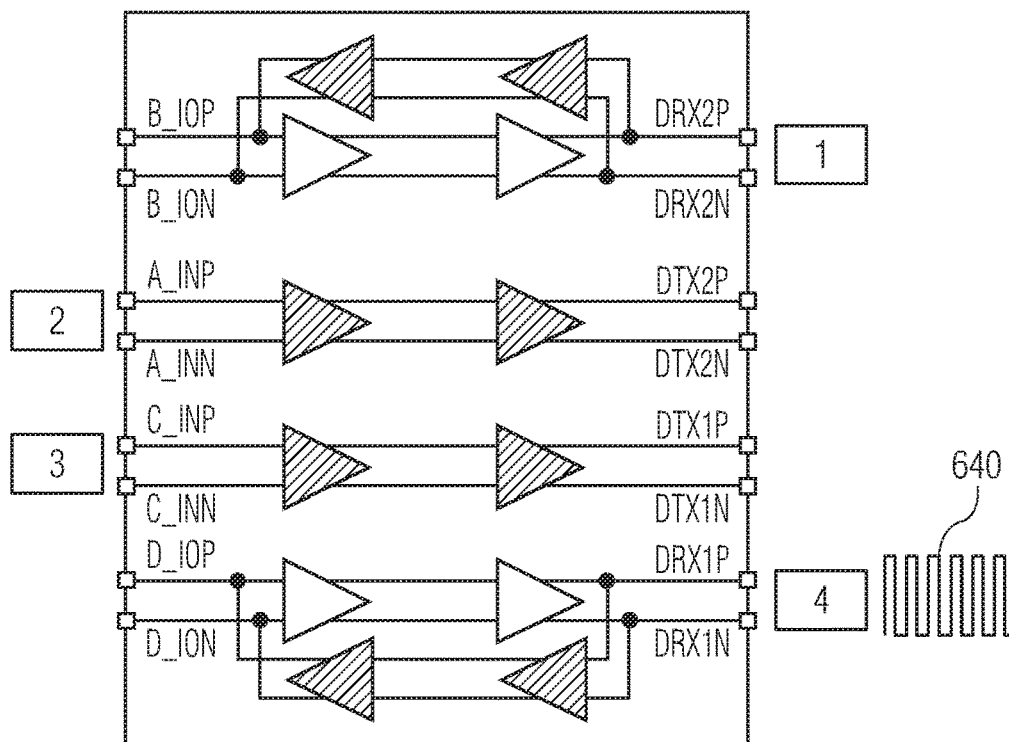 B_IOP DRX2P
1
B_ION DRX2N
A_INP DTX2P
2
A_INN DTX2N
C_INP DTX1P
3
C_INN DTX1N
640
D_IOP DRX1P
4
D_ION DRX1N